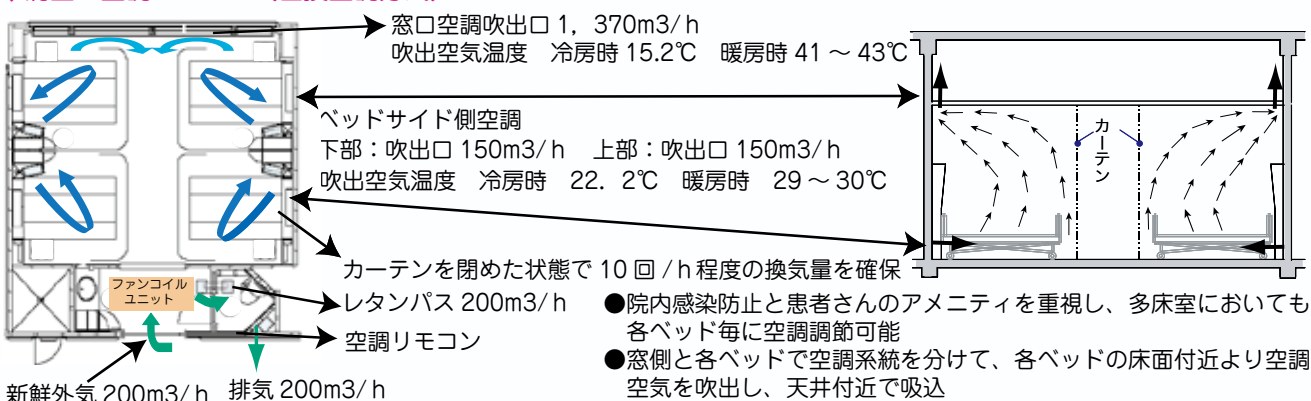 窓口空調吹出口 1，370m3/h
吹出空気温度　冷房時 15.2℃　暖房時 41 ～ 43℃
ベッドサイド側空調
下部：吹出口 150m3/h　上部：吹出口 150m3/h
吹出空気温度　冷房時　22．2℃　暖房時　29 ～ 30℃
カーテン
カーテンを閉めた状態で 10 回 /h 程度の換気量を確保
ファンコイル
ユニット
レタンパス 200m3/h
空調リモコン
新鮮外気 200m3/h
排気 200m3/h
●院内感染防止と患者さんのアメニティを重視し、多床室においても
各ベッド毎に空調調節可能
●窓側と各ベッドで空調系統を分けて、各ベッドの床面付近より空調
空気を吹出し、天井付近で吸込